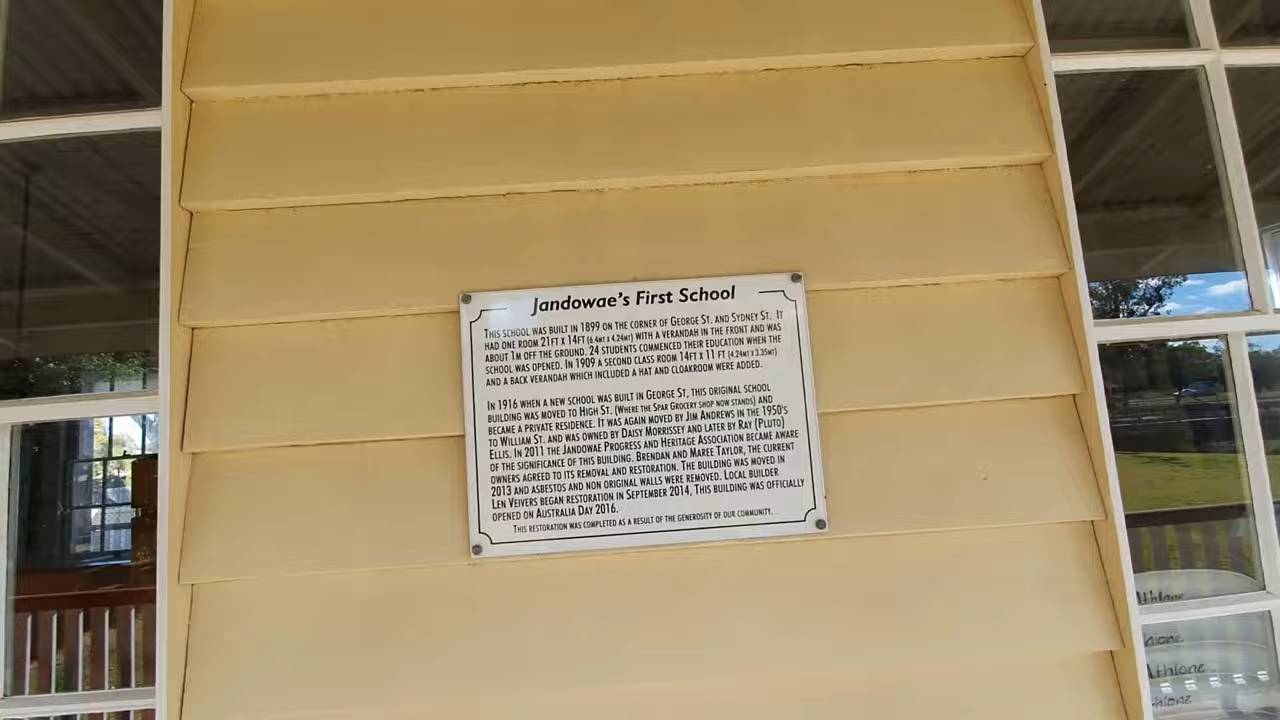 Jandowae's First School
THIS SCHOOL WAS BUILT IN 1899 ON THE CORNER OF GEORGE ST. AND SYDNEY ST. IT
HAD ONE ROOM 21FT X 14FT (6.4MT X 4.24MT) WITH A VERANDAH IN THE FRONT AND WAS
ABOUT 1M OFF THE GROUND. 24 STUDENTS COMMENCED THEIR EDUCATION WHEN THE
SCHOOL WAS OPENED. IN 1909 A SECOND CLASS ROOM 14FT X 11 FT (4.24MT X 3.35MT)
AND A BACK VERANDAH WHICH INCLUDED A HAT AND CLOAKROOM WERE ADDED.
IN 1916 WHEN A NEW SCHOOL WAS BUILT IN GEORGE ST, THIS ORIGINAL SCHOOL
BUILDING WAS MOVED TO HIGH ST. (WHERE THE SPAR GROCERY SHOP NOW STANDS) AND
BECAME A PRIVATE RESIDENCE. IT WAS AGAIN MOVED BY JIM ANDREWS IN THE 1950'S
TO WILLIAM ST. AND WAS OWNED BY DAISY MORRISSEY AND LATER BY RAY (PLUTO)
ELLIS. IN 2011 THE JANDOWAE PROGRESS AND HERITAGE ASSOCIATION BECAME AWARE
OF THE SIGNIFICANCE OF THIS BUILDING. BRENDAN AND MAREE TAYLOR, THE CURRENT
OWNERS AGREED TO ITS REMOVAL AND RESTORATION. THE BUILDING WAS MOVED IN
2013 AND ASBESTOS AND NON ORIGINAL WALLS WERE REMOVED. LOCAL BUILDER
LEN VEIVERS BEGAN RESTORATION IN SEPTEMBER 2014, THIS BUILDING WAS OFFICIALLY
OPENED ON AUSTRALIA DAY 2016.
THIS RESTORATION WAS COMPLETED AS A RESULT OF THE GENEROSITY OF OUR COMMUNITY.
Athlone
hione
Athlone
hione